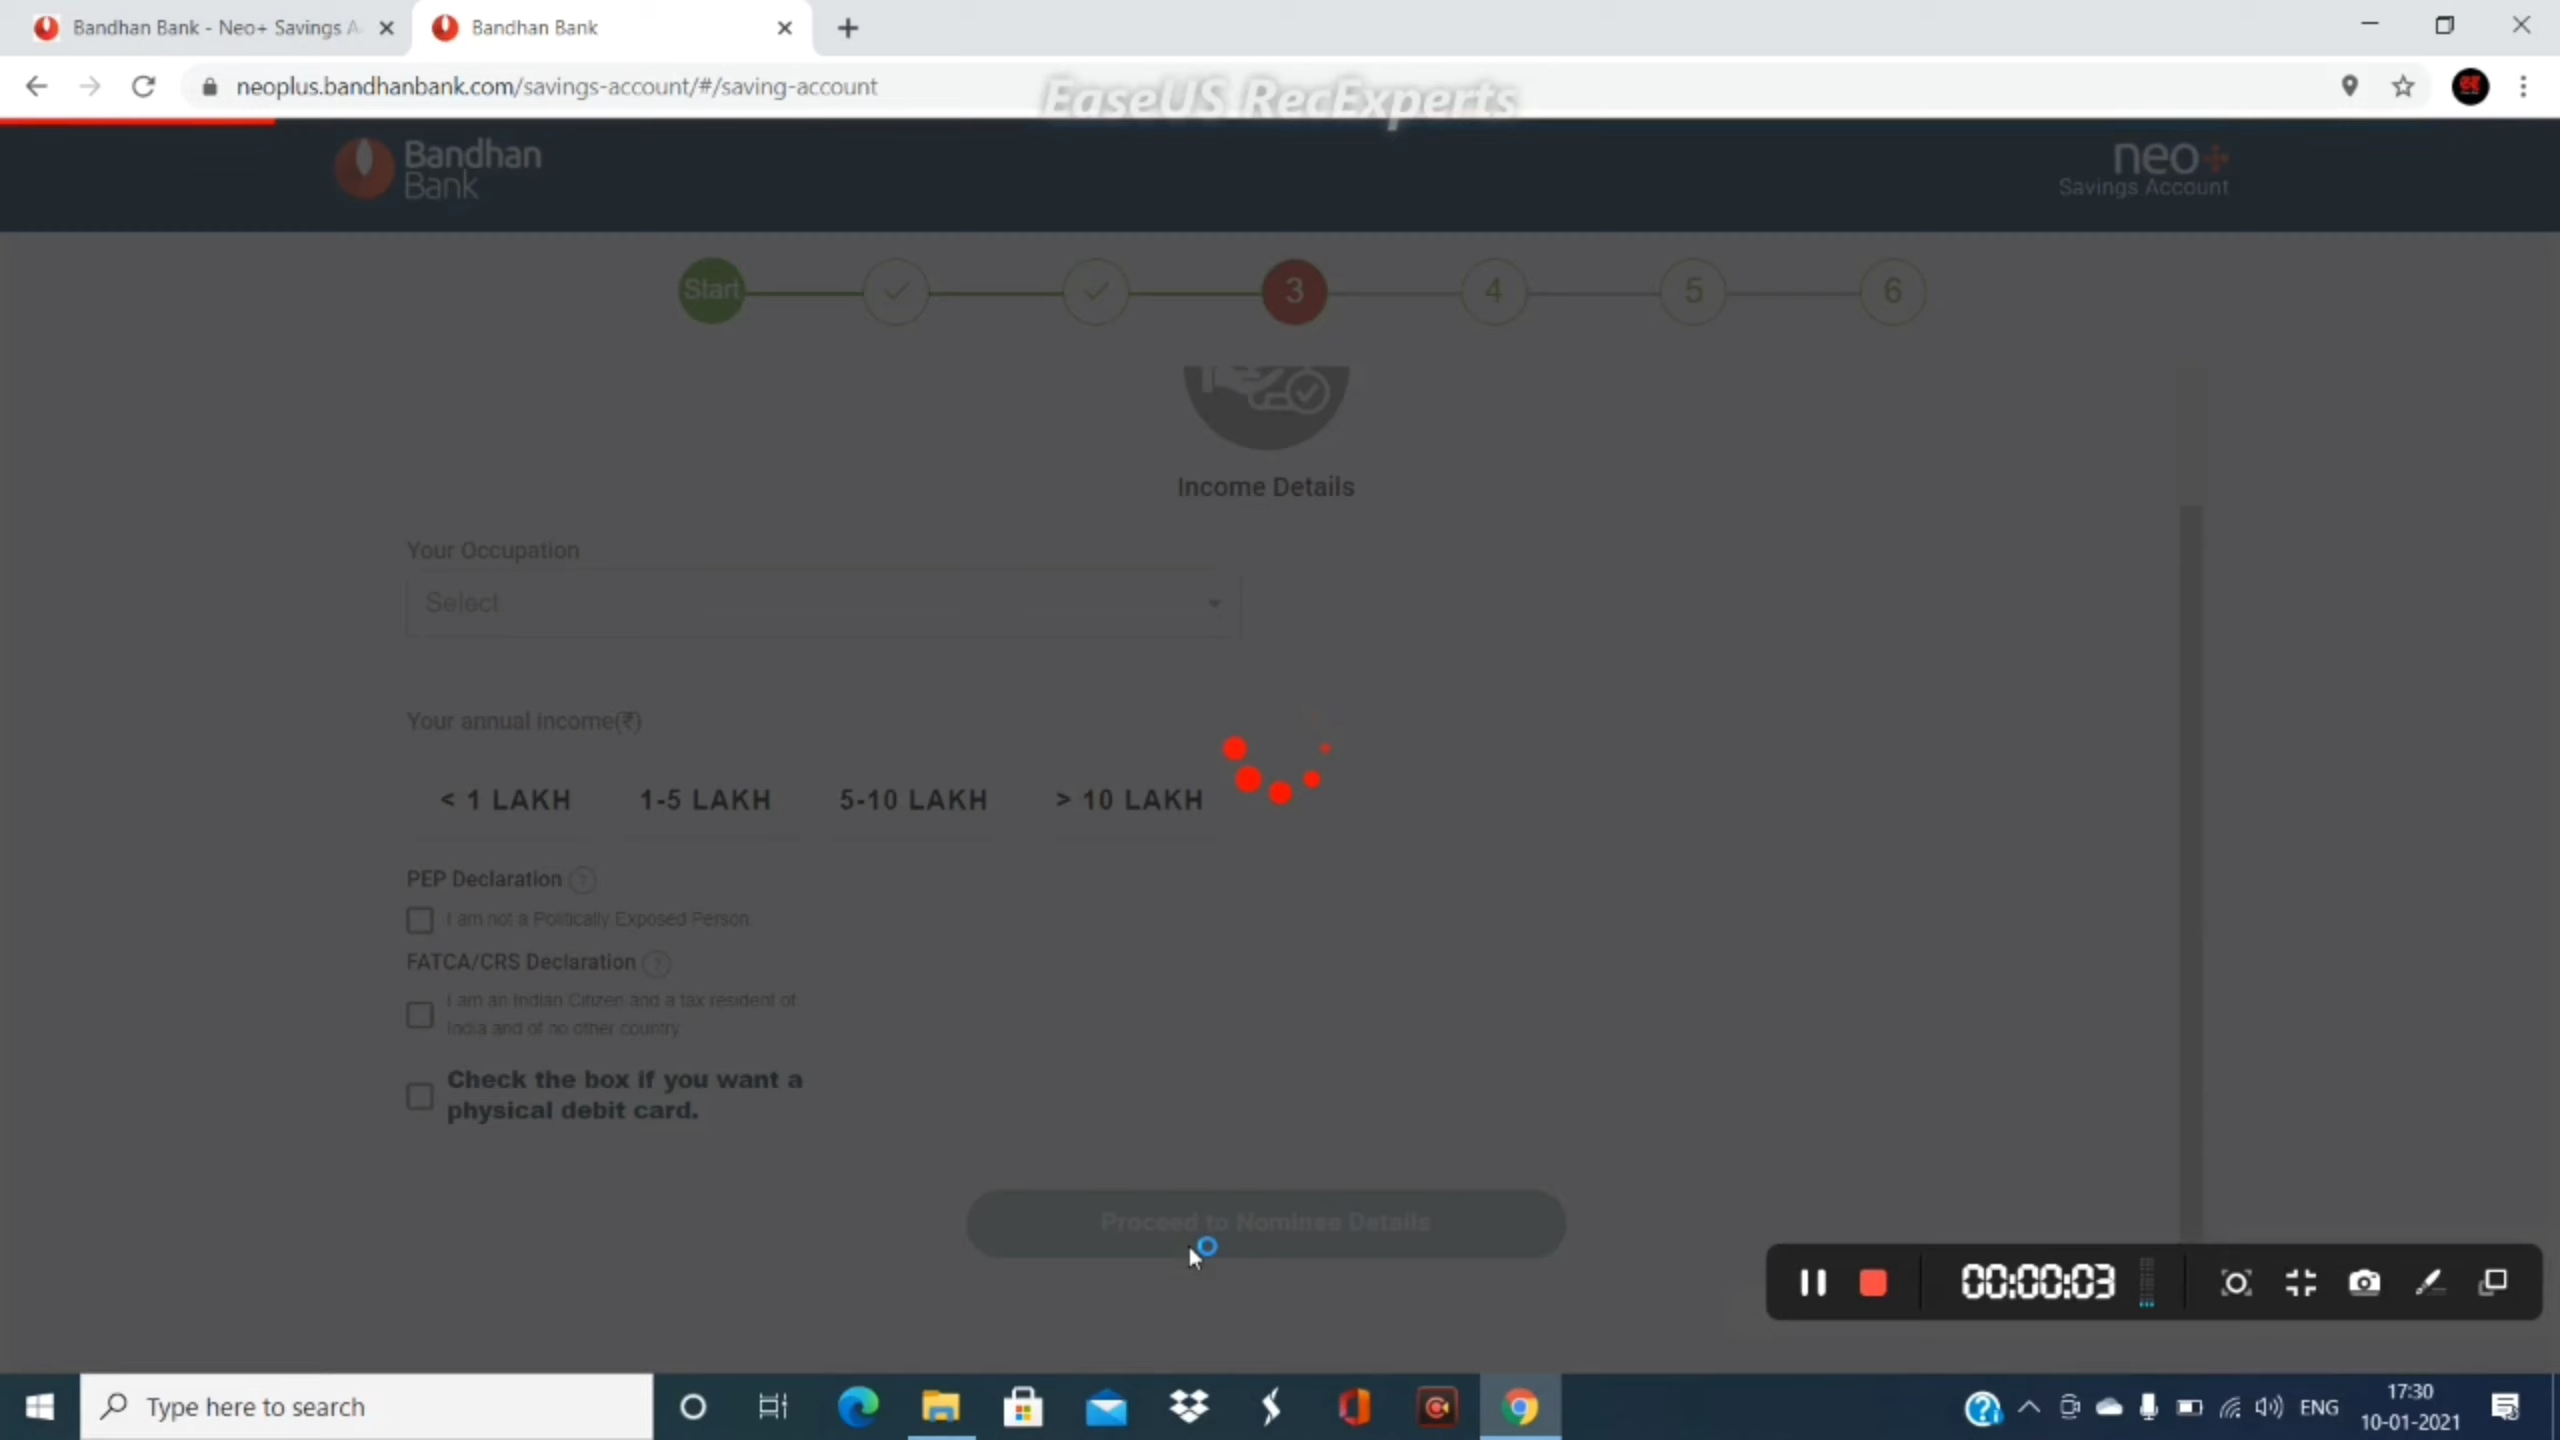 Bandhan Bank - Neo+ Savings A
Bandhan Bank
neoplus.bandhanbank.com/savings-account/#/saving-account
EaseUS RecExperts
Bandhan
Bank
neo+
Savings Account
Start
3
4
5
6
Income Details
Your Occupation
Select
Your annual income(₹)
< 1 LAKH
1-5 LAKH
5-10 LAKH
> 10 LAKH
PEP Declaration ?
I am not a Politically Exposed Person.
FATCA/CRS Declaration ?
I am an Indian Citizen and a tax resident of
India and of no other country
Check the box if you want a
physical debit card.
Proceed to Nominee Details
00:00:03
Type here to search
ENG
17:30
10-01-2021